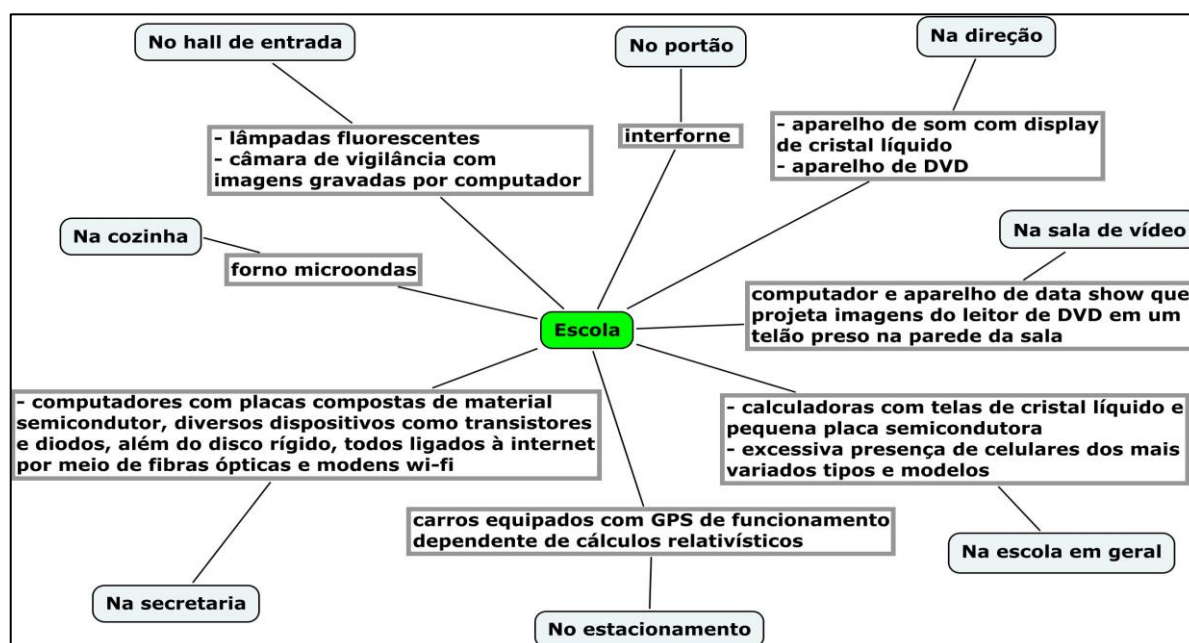 No hall de entrada
No portão
Na direção
- lâmpadas fluorescentes
- câmara de vigilância com
imagens gravadas por computador
interforne
- aparelho de som com display
de cristal líquido
- aparelho de DVD
Na cozinha
forno microondas
Na sala de vídeo
computador e aparelho de data show que
projeta imagens do leitor de DVD em um
telão preso na parede da sala
Escola
- computadores com placas compostas de material
semicondutor, diversos dispositivos como transistores
e diodos, além do disco rígido, todos ligados à internet
por meio de fibras ópticas e modens wi-fi
- calculadoras com telas de cristal líquido e
pequena placa semicondutora
- excessiva presença de celulares dos mais
variados tipos e modelos
carros equipados com GPS de funcionamento
dependente de cálculos relativísticos
Na escola em geral
Na secretaria
No estacionamento